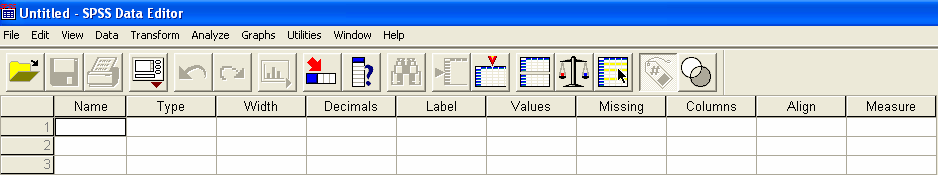 Untitled - SPSS Data Editor
File Edit View Data Transform Analyze Graphs Utilities Window Help
Name Type Width Decimals Label Values Missing Columns Align Measure
1
2
3